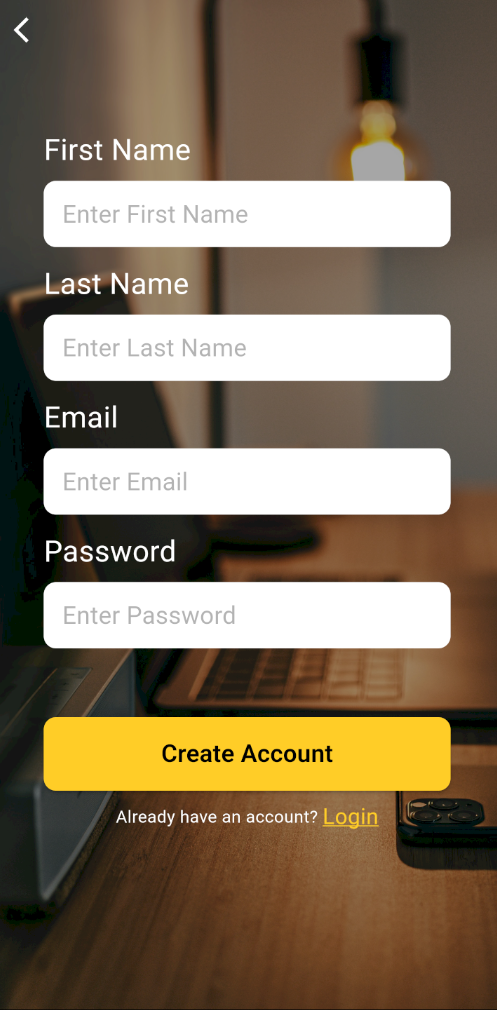 First Name
Enter First Name
Last Name
Enter Last Name
Email
Enter Email
Password
Enter Password
Create Account
Already have an account? Login